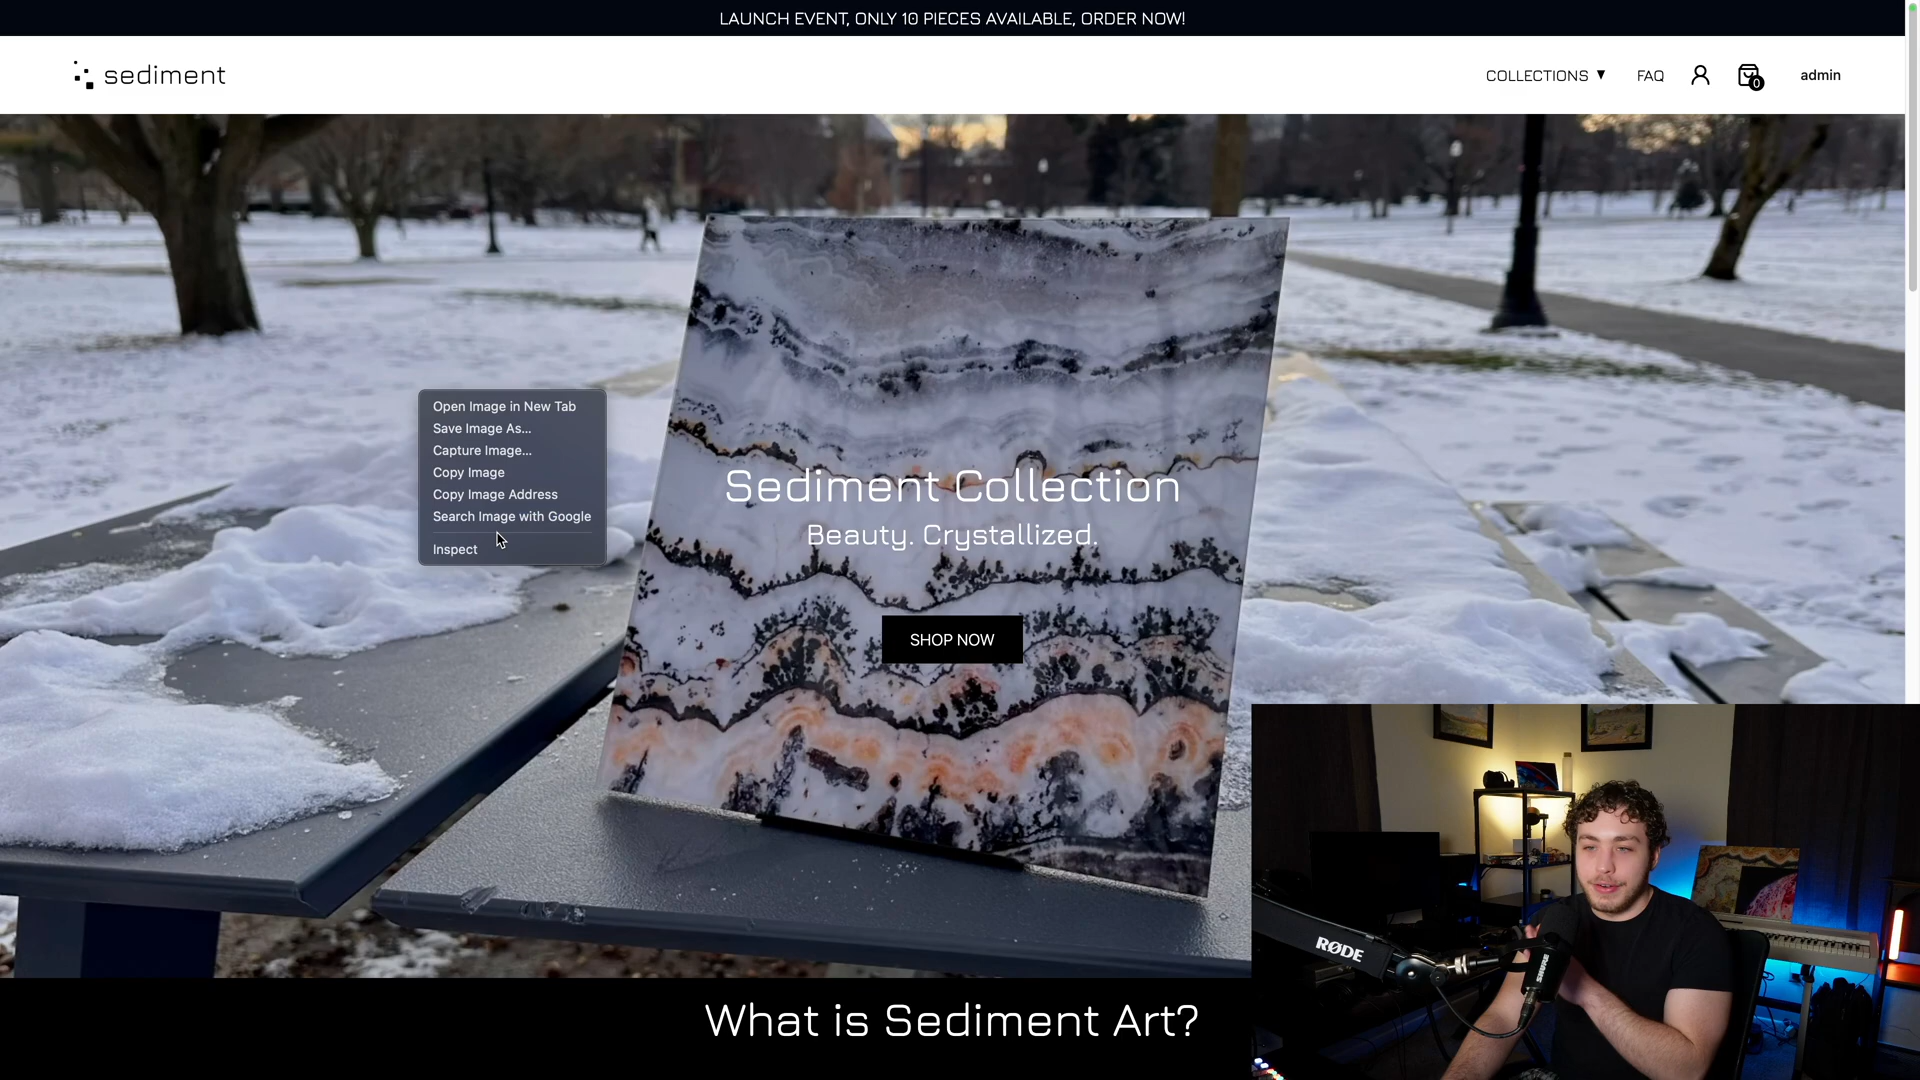 LAUNCH EVENT, ONLY 10 PIECES AVAILABLE, ORDER NOW!
sediment
COLLECTIONS ▼
FAQ
0
admin
Open Image in New Tab
Save Image As...
Capture Image...
Copy Image
Copy Image Address
Search Image with Google
Inspect
Sediment Collection
Beauty. Crystallized.
SHOP NOW
RØDE
SHURE
What is Sediment Art?